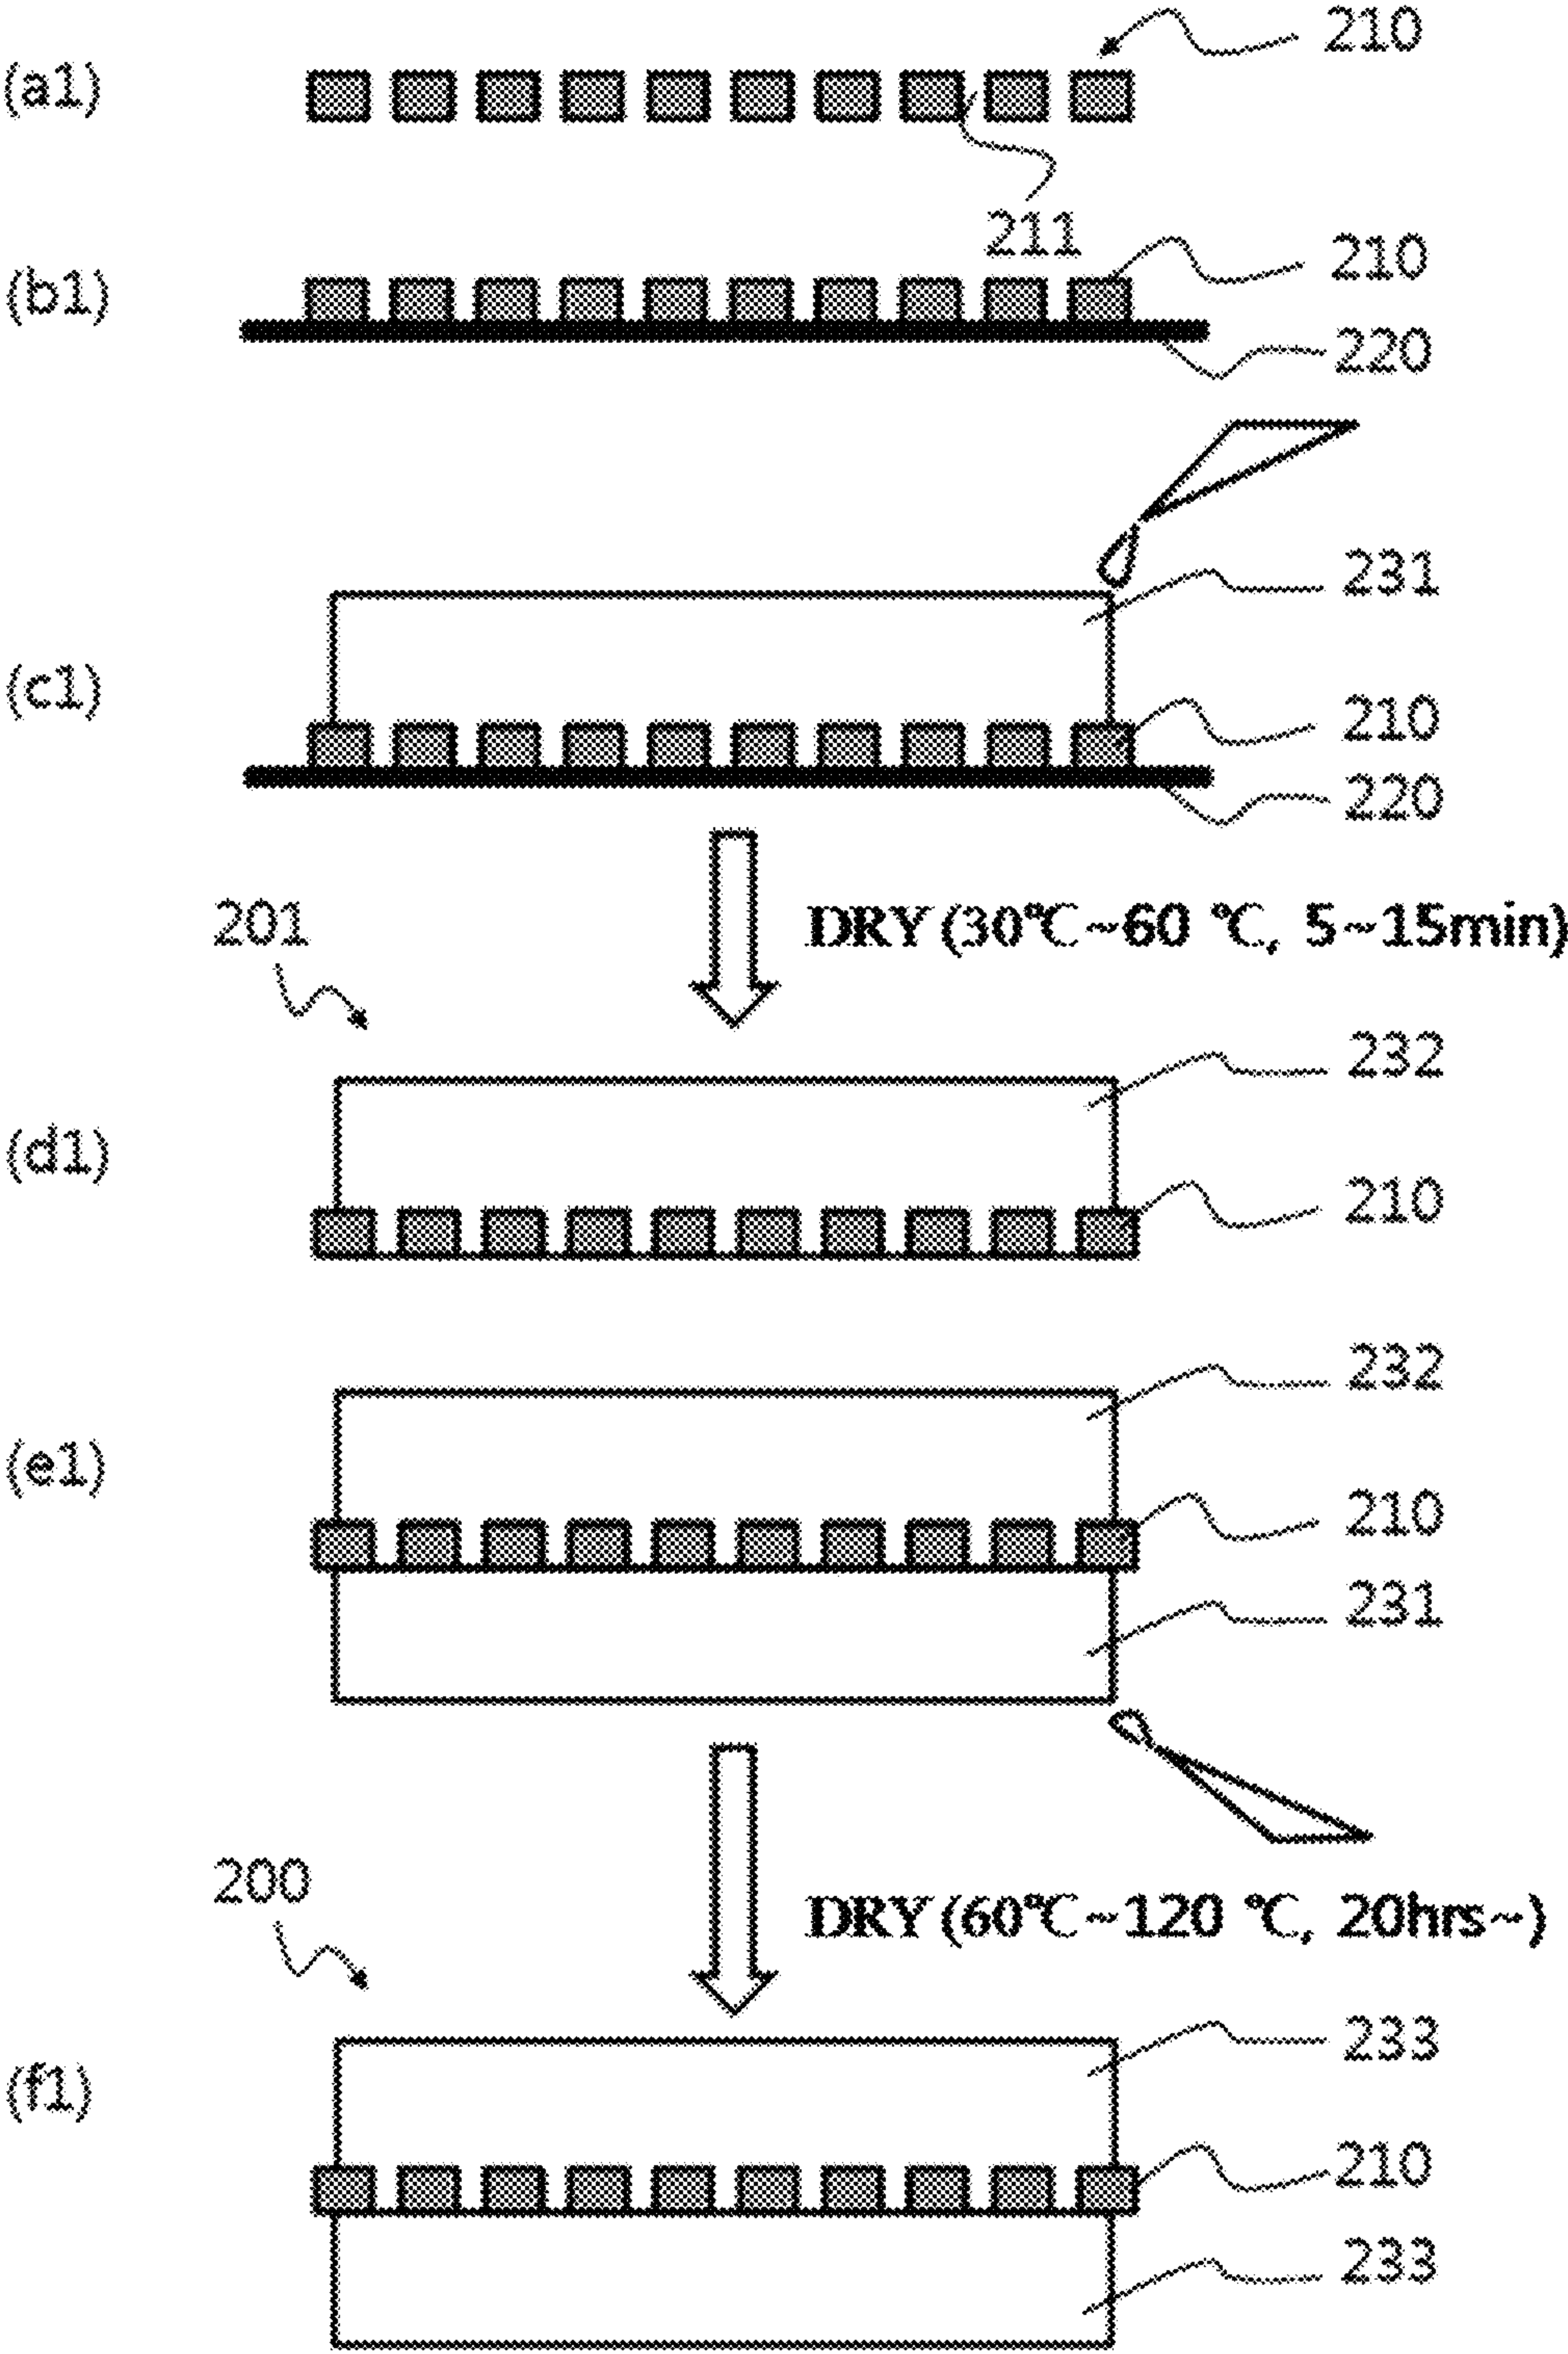 210
(a1)
211
210
(b1)
220
231
(c1)
210
220
201
DRY (30℃~60 ℃, 5~15min)
232
(d1)
210
232
(e1)
210
231
200
DRY (60℃~120 ℃, 20hrs~)
233
(f1)
210
233